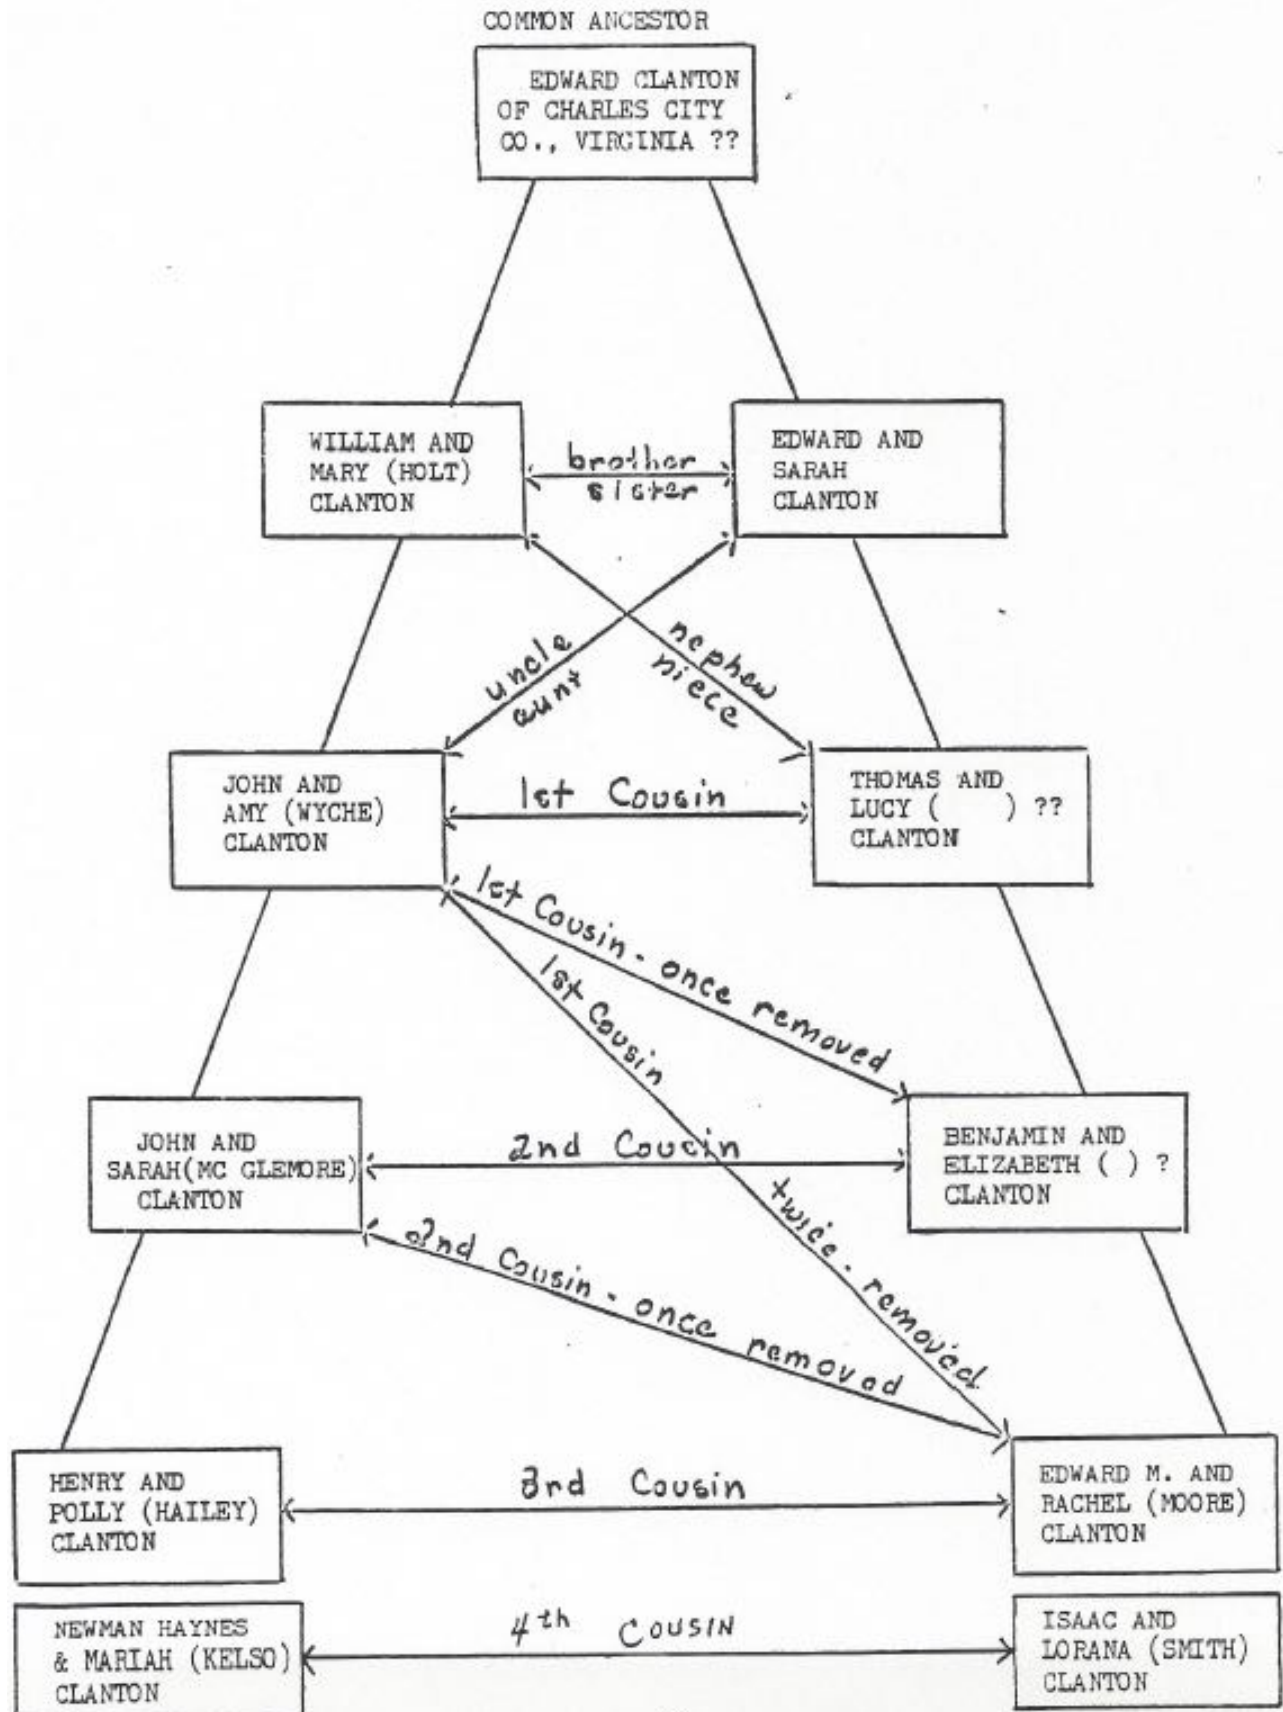 COMMON ANCESTOR
EDWARD CLANTON
OF CHARLES CITY
CO., VIRGINIA ??
WILLIAM AND
MARY (HOLT)
CLANTON
brother
sister
EDWARD AND
SARAH
CLANTON
uncle
aunt
nephew
niece
JOHN AND
AMY (WYCHE)
CLANTON
1st Cousin
THOMAS AND
LUCY ( ) ??
CLANTON
1st Cousin - once removed
1st Cousin twice - removed
JOHN AND
SARAH(MC GLEMORE)
CLANTON
2nd Cousin
BENJAMIN AND
ELIZABETH ( ) ?
CLANTON
2nd Cousin - once removed
HENRY AND
POLLY (HAILEY)
CLANTON
3rd Cousin
EDWARD M. AND
RACHEL (MOORE)
CLANTON
NEWMAN HAYNES
& MARIAH (KELSO)
CLANTON
4th COUSIN
ISAAC AND
LORANA (SMITH)
CLANTON